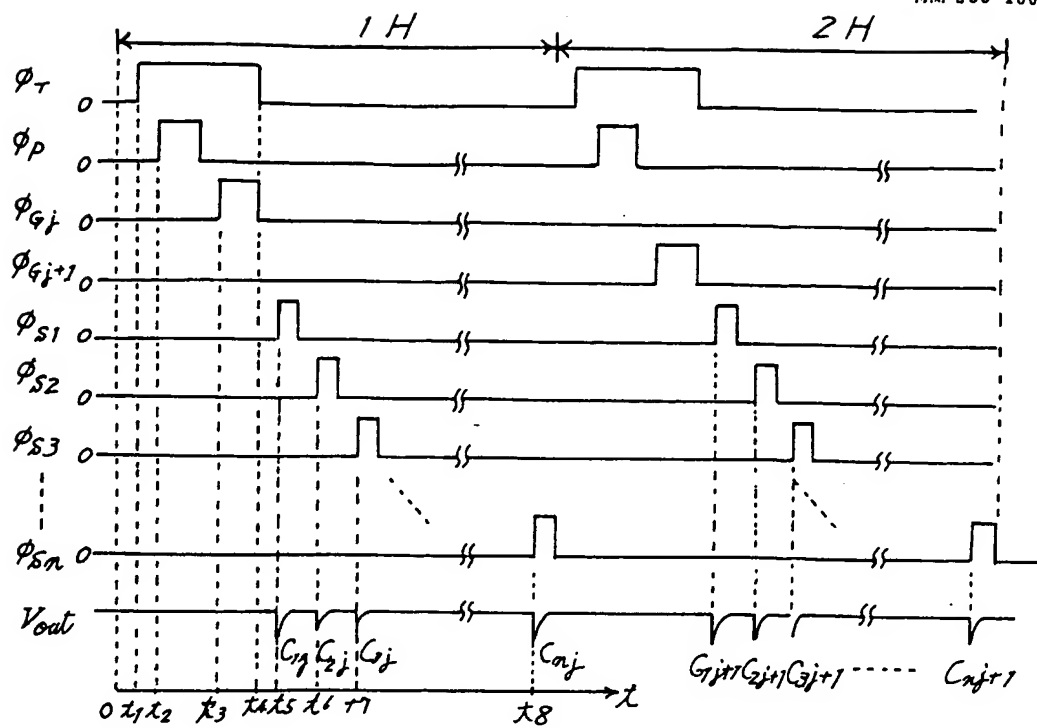 1H 2H
φT 0
φP 0
φGj 0
φGj+1 0
φS1 0
φS2 0
φS3 0
φSn 0
Vout
C1j C2j C3j Cnj C1j+1 C2j+1 C3j+1 Cnj+1
0 t1 t2 t3 t4 t5 t6 t7 t8 t